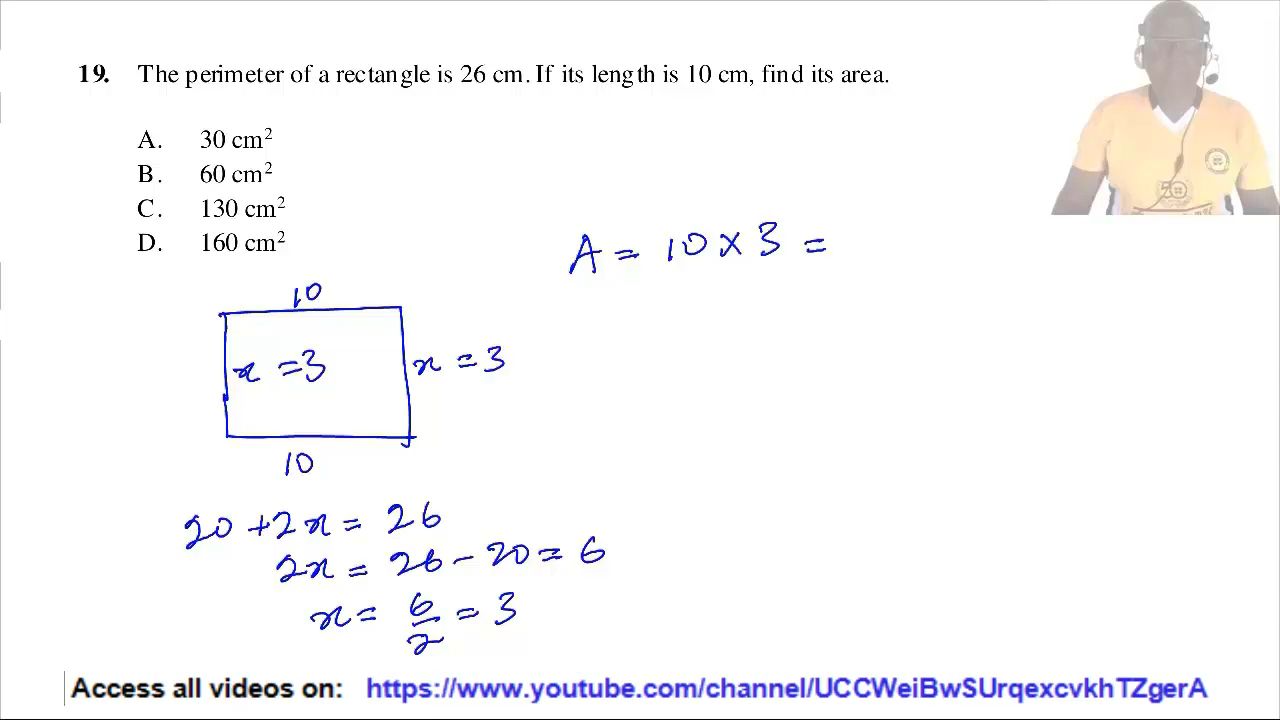 19. The perimeter of a rectangle is 26 cm. If its length is 10 cm, find its area.
A. 30 cm²
B. 60 cm²
C. 130 cm²
D. 160 cm²
A = 10 × 3 =
10
x = 3
x = 3
10
20 + 2x = 26
2x = 26 - 20 = 6
x = 6/2 = 3
Access all videos on: https://www.youtube.com/channel/UCCWeiBwSUrqexcvkhTZgerA